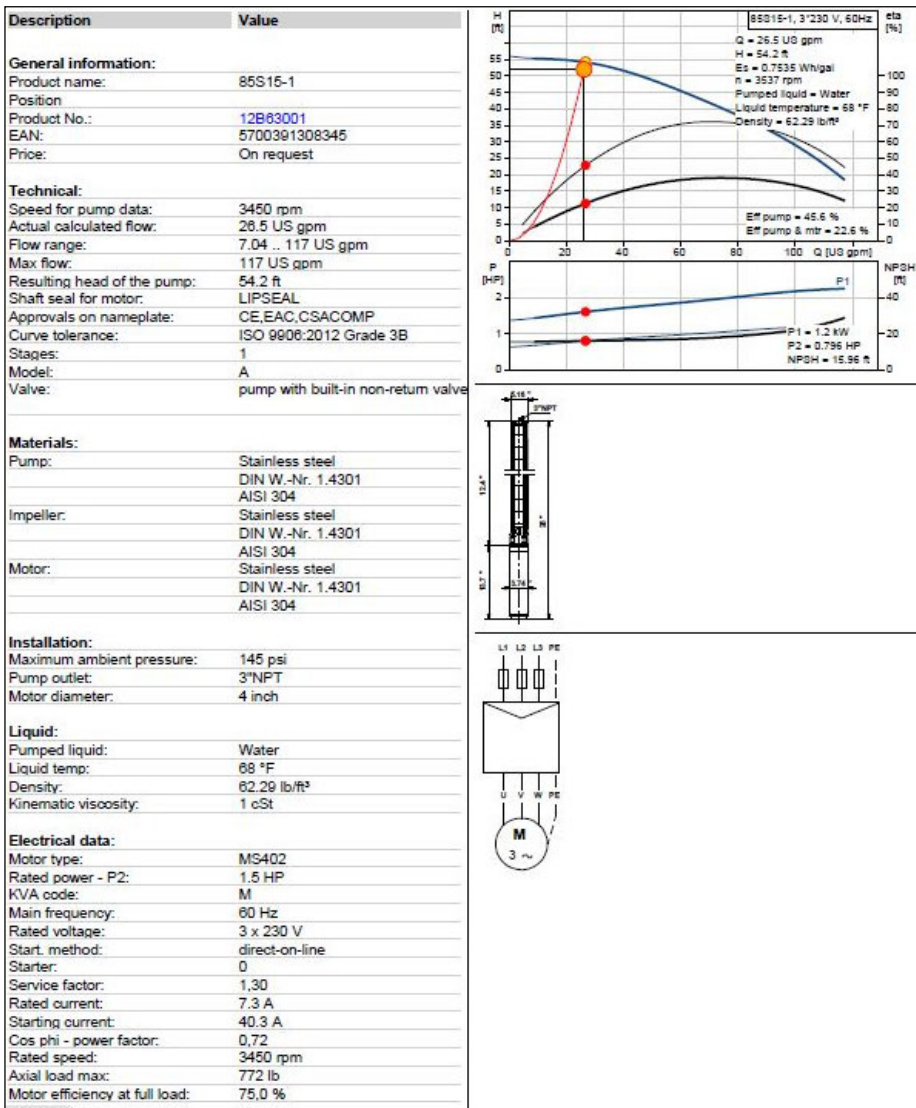 Description Value
General information:
Product name: 85S15-1
Position
Product No.: 12B63001
EAN: 5700391308345
Price: On request
Technical:
Speed for pump data: 3450 rpm
Actual calculated flow: 26.5 US gpm
Flow range: 7.04 .. 117 US gpm
Max flow: 117 US gpm
Resulting head of the pump: 54.2 ft
Shaft seal for motor: LIPSEAL
Approvals on nameplate: CE,EAC,CSACOMP
Curve tolerance: ISO 9906:2012 Grade 3B
Stages: 1
Model: A
Valve: pump with built-in non-return valve
Materials:
Pump: Stainless steel
DIN W.-Nr. 1.4301
AISI 304
Impeller: Stainless steel
DIN W.-Nr. 1.4301
AISI 304
Motor: Stainless steel
DIN W.-Nr. 1.4301
AISI 304
Installation:
Maximum ambient pressure: 145 psi
Pump outlet: 3"NPT
Motor diameter: 4 inch
Liquid:
Pumped liquid: Water
Liquid temp: 68 °F
Density: 62.29 lb/ft³
Kinematic viscosity: 1 cSt
Electrical data:
Motor type: MS402
Rated power - P2: 1.5 HP
KVA code: M
Main frequency: 60 Hz
Rated voltage: 3 x 230 V
Start. method: direct-on-line
Starter: 0
Service factor: 1,30
Rated current: 7.3 A
Starting current: 40.3 A
Cos phi - power factor: 0,72
Rated speed: 3450 rpm
Axial load max: 772 lb
Motor efficiency at full load: 75,0 %
H
[ft]
85S15-1, 3*230 V, 60Hz
eta
[%]
Q = 26.5 US gpm
H = 54.2 ft
Es = 0.7535 Wh/gal
n = 3537 rpm
Pumped liquid = Water
Liquid temperature = 68 °F
Density = 62.29 lb/ft³
55
50
45
40
35
30
25
20
15
10
5
0
100
90
80
70
60
50
40
30
20
10
0
Eff pump = 45.6 %
Eff pump & mtr = 22.6 %
0 20 40 60 80 100 Q [US gpm]
P
[HP]
NPSH
[ft]
P1
2
1
0
40
20
0
P1 = 1.2 kW
P2 = 0.796 HP
NPSH = 15.96 ft
3"NPT
12.4 "
3.74 "
L1 L2 L3 PE
U V W PE
M
3 ~